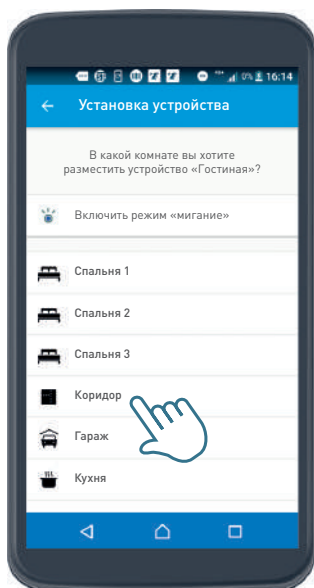 0% 16:14
Установка устройства
В какой комнате вы хотите
разместить устройство «Гостиная»?
Включить режим «мигание»
Спальня 1
Спальня 2
Спальня 3
Коридор
Гараж
Кухня